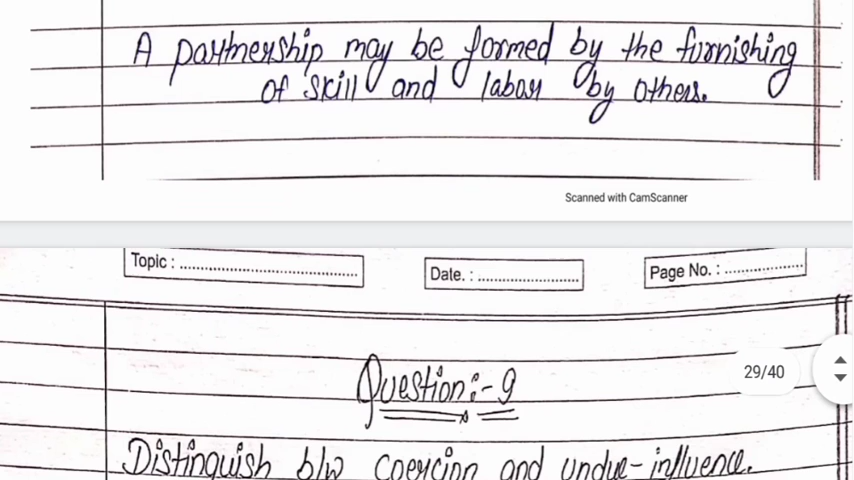 A partnership may be formed by the furnishing
of skill and labour by others.
Scanned with CamScanner
Topic : ..........................................
Date. : ........................
Page No. : ...................
Question:- 9
29/40
Distinguish b/w coercion and undue-influence.